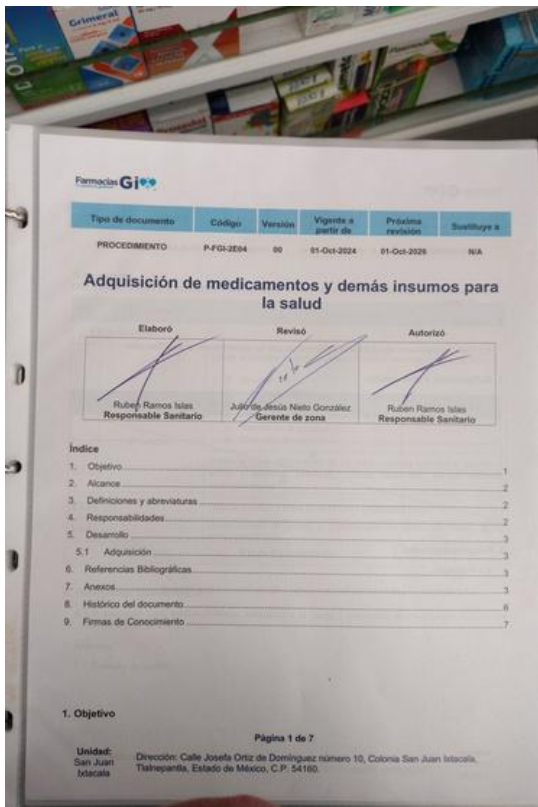 Grimeral
Farmacias Gi
Tipo de documento Código Versión Vigente a partir de Próxima revisión Sustituye a
PROCEDIMIENTO P-FGI-2E04 00 01-Oct-2024 01-Oct-2026 N/A
Adquisición de medicamentos y demás insumos para
la salud
Elaboró Revisó Autorizó
Ruben Ramos Islas Julio de Jesús Nieto González Ruben Ramos Islas
Responsable Sanitario Gerente de zona Responsable Sanitario
Índice
1. Objetivo 1
2. Alcance 2
3. Definiciones y abreviaturas 2
4. Responsabilidades 2
5. Desarrollo 3
5.1 Adquisición 3
6. Referencias Bibliográficas 3
7. Anexos 3
8. Histórico del documento 6
9. Firmas de Conocimiento 7
1. Objetivo
Página 1 de 7
Unidad:
San Juan
Ixtacala
Dirección: Calle Josefa Ortiz de Domínguez número 10, Colonia San Juan Ixtacala,
Tlalnepantla, Estado de México, C.P. 54160.